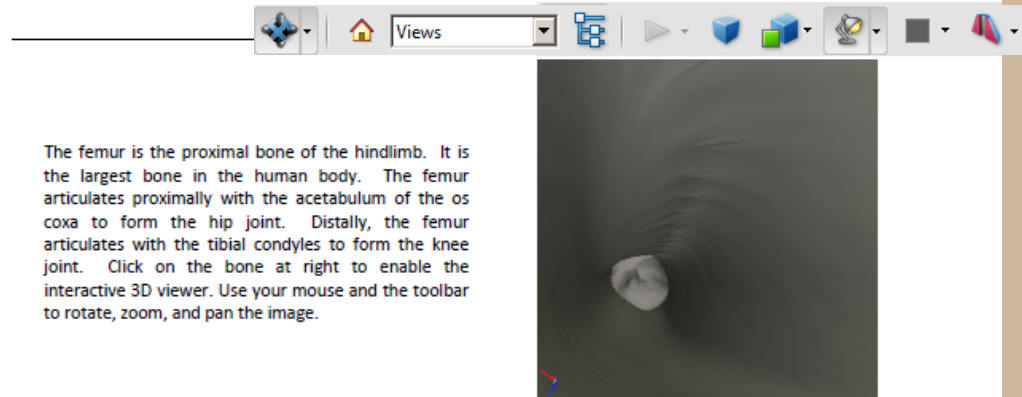 Views
The femur is the proximal bone of the hindlimb. It is
the largest bone in the human body. The femur
articulates proximally with the acetabulum of the os
coxa to form the hip joint. Distally, the femur
articulates with the tibial condyles to form the knee
joint. Click on the bone at right to enable the
interactive 3D viewer. Use your mouse and the toolbar
to rotate, zoom, and pan the image.